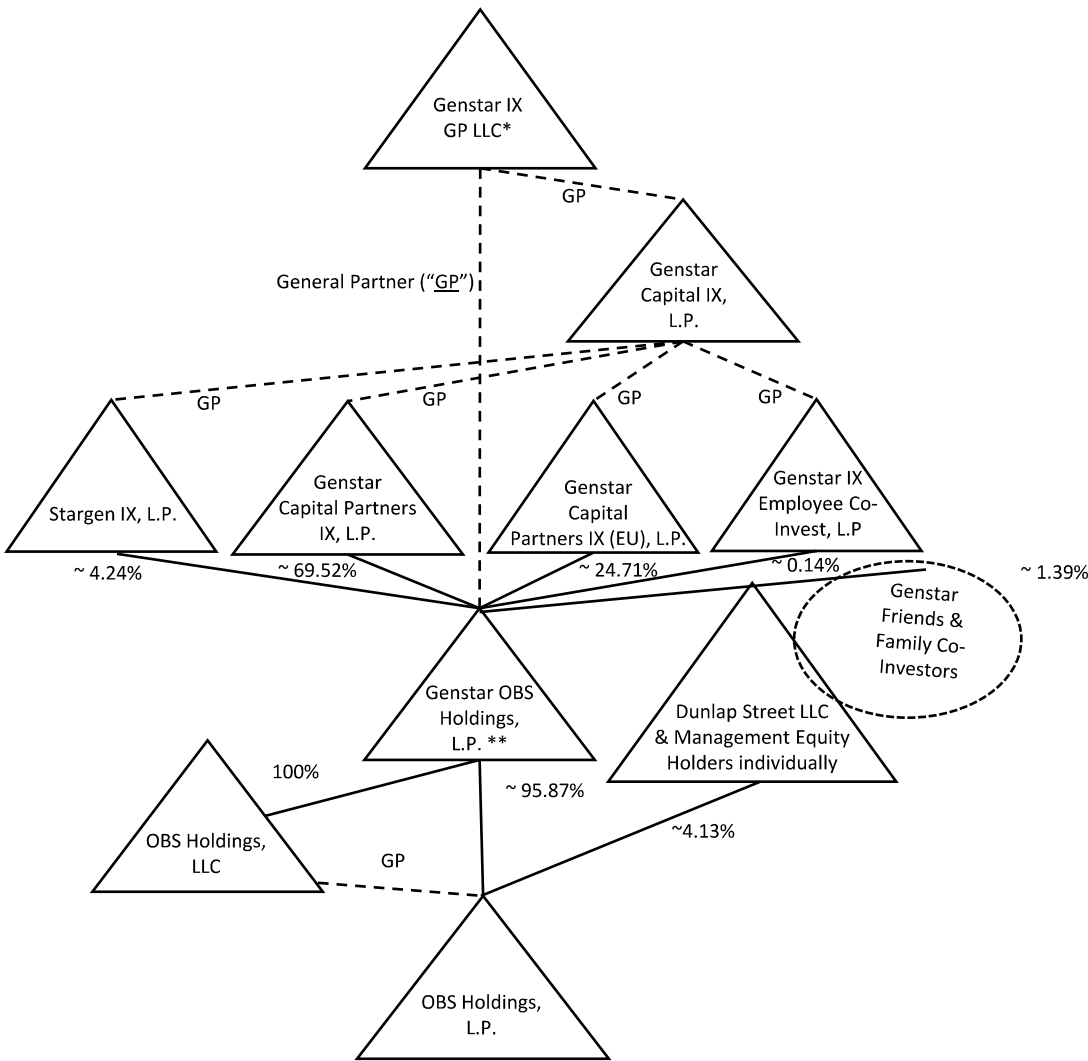 Genstar IX
GP LLC*
GP
General Partner (“GP”)
Genstar
Capital IX,
L.P.
GP
GP
GP
GP
Stargen IX, L.P.
Genstar
Capital Partners
IX, L.P.
Genstar
Capital
Partners IX (EU), L.P.
Genstar IX
Employee Co-
Invest, L.P
~ 4.24%
~ 69.52%
~ 24.71%
~ 0.14%
~ 1.39%
Genstar
Friends &
Family Co-
Investors
Genstar OBS
Holdings,
L.P. **
Dunlap Street LLC
& Management Equity
Holders individually
100%
~ 95.87%
~4.13%
OBS Holdings,
LLC
GP
OBS Holdings,
L.P.